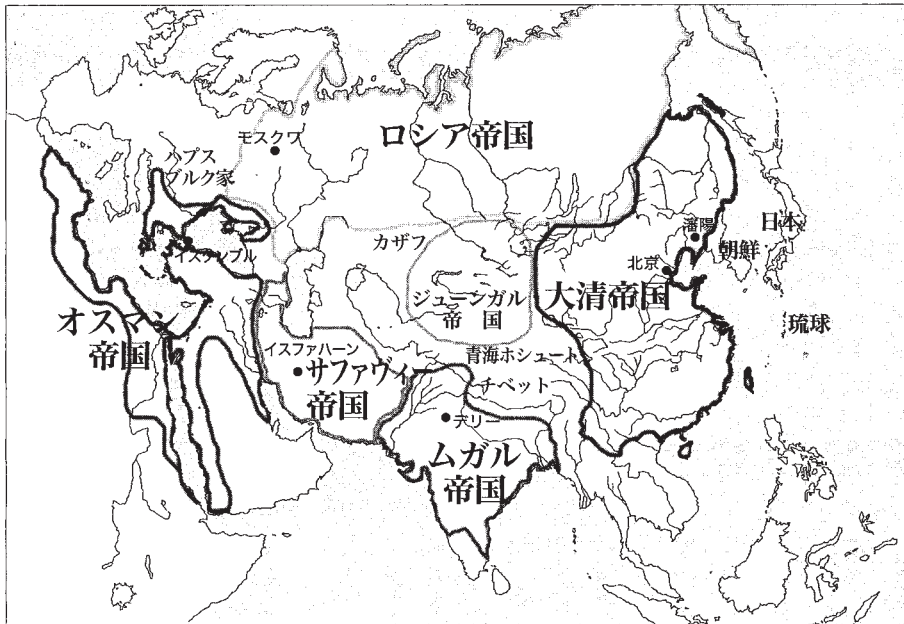 モスクワ
ロシア帝国
ハプス
ブルク家
カザフ
瀋陽
日本
朝鮮
北京
イスタンブル
ジューンガル
帝国
大清帝国
オスマン
帝国
琉球
イスファハーン
青海ホシュート
サファヴィー
帝国
チベット
デリー
ムガル
帝国